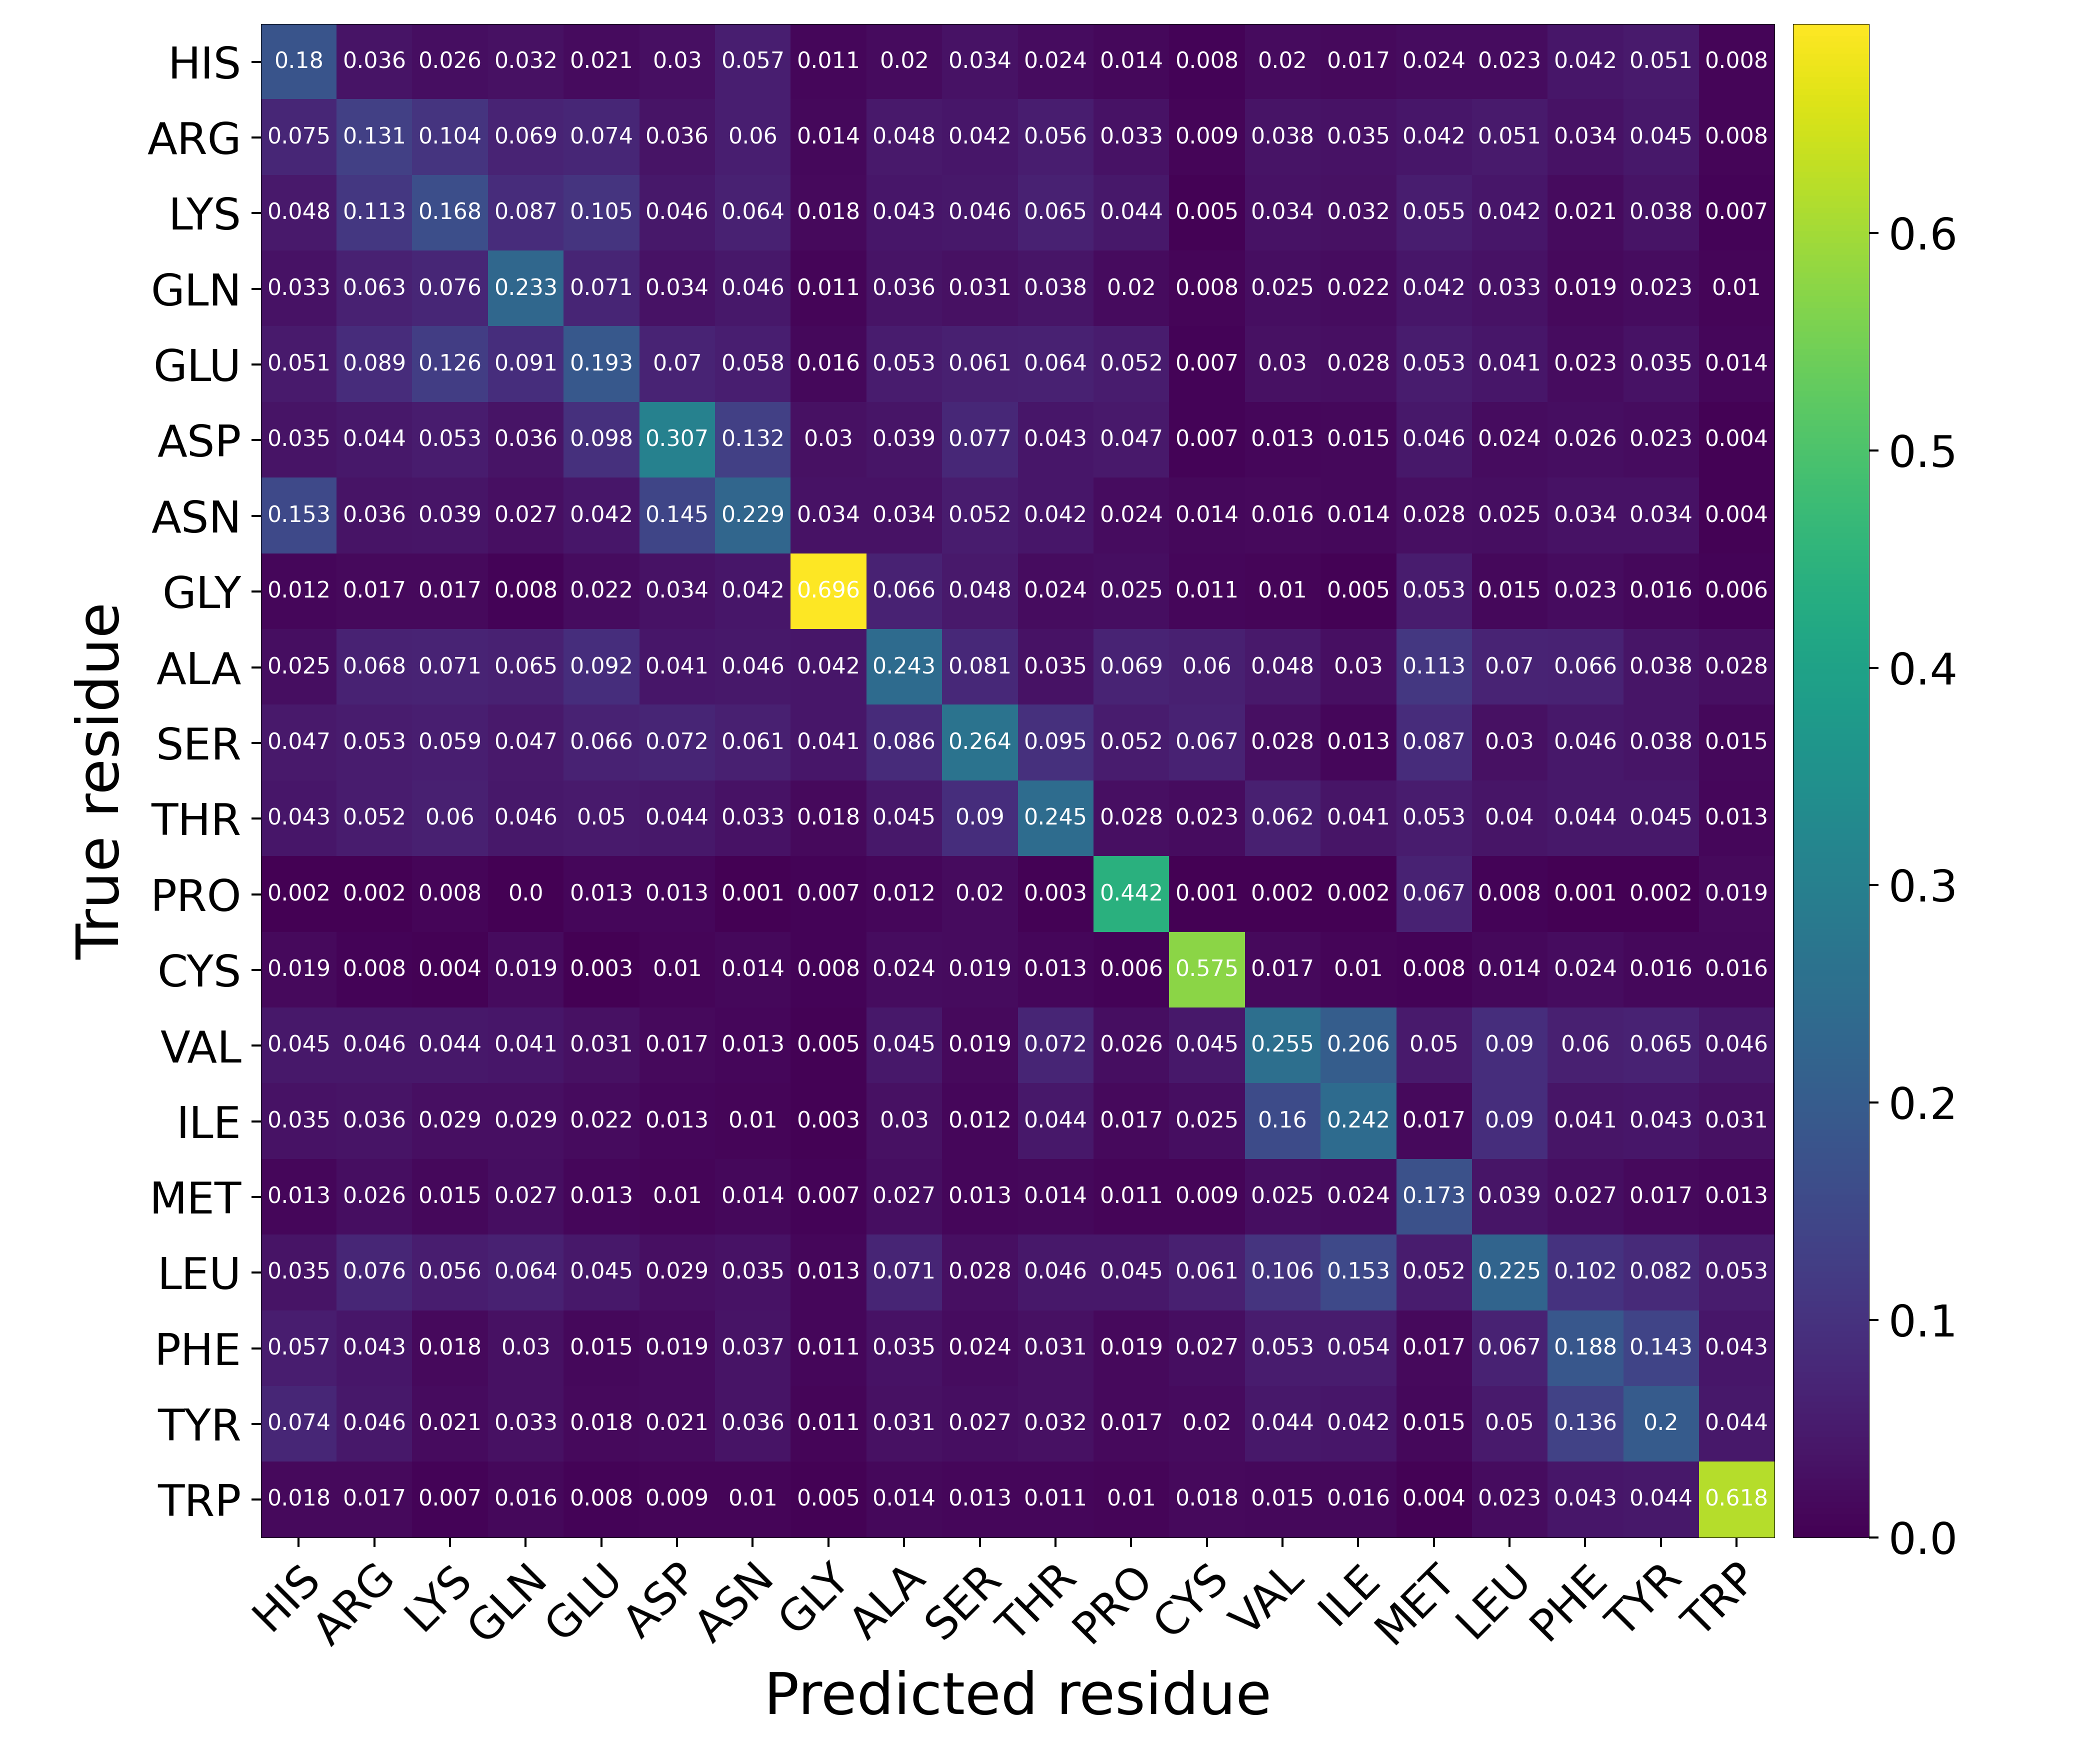 HIS 0.18 0.036 0.026 0.032 0.021 0.03 0.057 0.011 0.02 0.034 0.024 0.014 0.008 0.02 0.017 0.024 0.023 0.042 0.051 0.008
ARG 0.075 0.131 0.104 0.069 0.074 0.036 0.06 0.014 0.048 0.042 0.056 0.033 0.009 0.038 0.035 0.042 0.051 0.034 0.045 0.008
LYS 0.048 0.113 0.168 0.087 0.105 0.046 0.064 0.018 0.043 0.046 0.065 0.044 0.005 0.034 0.032 0.055 0.042 0.021 0.038 0.007
0.6
GLN 0.033 0.063 0.076 0.233 0.071 0.034 0.046 0.011 0.036 0.031 0.038 0.02 0.008 0.025 0.022 0.042 0.033 0.019 0.023 0.01
GLU 0.051 0.089 0.126 0.091 0.193 0.07 0.058 0.016 0.053 0.061 0.064 0.052 0.007 0.03 0.028 0.053 0.041 0.023 0.035 0.014
ASP 0.035 0.044 0.053 0.036 0.098 0.307 0.132 0.03 0.039 0.077 0.043 0.047 0.007 0.013 0.015 0.046 0.024 0.026 0.023 0.004
0.5
ASN 0.153 0.036 0.039 0.027 0.042 0.145 0.229 0.034 0.034 0.052 0.042 0.024 0.014 0.016 0.014 0.028 0.025 0.034 0.034 0.004
GLY 0.012 0.017 0.017 0.008 0.022 0.034 0.042 0.696 0.066 0.048 0.024 0.025 0.011 0.01 0.005 0.053 0.015 0.023 0.016 0.006
ALA 0.025 0.068 0.071 0.065 0.092 0.041 0.046 0.042 0.243 0.081 0.035 0.069 0.06 0.048 0.03 0.113 0.07 0.066 0.038 0.028
0.4
SER 0.047 0.053 0.059 0.047 0.066 0.072 0.061 0.041 0.086 0.264 0.095 0.052 0.067 0.028 0.013 0.087 0.03 0.046 0.038 0.015
True residue
THR 0.043 0.052 0.06 0.046 0.05 0.044 0.033 0.018 0.045 0.09 0.245 0.028 0.023 0.062 0.041 0.053 0.04 0.044 0.045 0.013
PRO 0.002 0.002 0.008 0.0 0.013 0.013 0.001 0.007 0.012 0.02 0.003 0.442 0.001 0.002 0.002 0.067 0.008 0.001 0.002 0.019
0.3
CYS 0.019 0.008 0.004 0.019 0.003 0.01 0.014 0.008 0.024 0.019 0.013 0.006 0.575 0.017 0.01 0.008 0.014 0.024 0.016 0.016
VAL 0.045 0.046 0.044 0.041 0.031 0.017 0.013 0.005 0.045 0.019 0.072 0.026 0.045 0.255 0.206 0.05 0.09 0.06 0.065 0.046
0.2
ILE 0.035 0.036 0.029 0.029 0.022 0.013 0.01 0.003 0.03 0.012 0.044 0.017 0.025 0.16 0.242 0.017 0.09 0.041 0.043 0.031
MET 0.013 0.026 0.015 0.027 0.013 0.01 0.014 0.007 0.027 0.013 0.014 0.011 0.009 0.025 0.024 0.173 0.039 0.027 0.017 0.013
LEU 0.035 0.076 0.056 0.064 0.045 0.029 0.035 0.013 0.071 0.028 0.046 0.045 0.061 0.106 0.153 0.052 0.225 0.102 0.082 0.053
0.1
PHE 0.057 0.043 0.018 0.03 0.015 0.019 0.037 0.011 0.035 0.024 0.031 0.019 0.027 0.053 0.054 0.017 0.067 0.188 0.143 0.043
TYR 0.074 0.046 0.021 0.033 0.018 0.021 0.036 0.011 0.031 0.027 0.032 0.017 0.02 0.044 0.042 0.015 0.05 0.136 0.2 0.044
TRP 0.018 0.017 0.007 0.016 0.008 0.009 0.01 0.005 0.014 0.013 0.011 0.01 0.018 0.015 0.016 0.004 0.023 0.043 0.044 0.618
0.0
HIS ARG LYS GLN GLU ASP ASN GLY ALA SER THR PRO CYS VAL ILE MET LEU PHE TYR TRP
Predicted residue